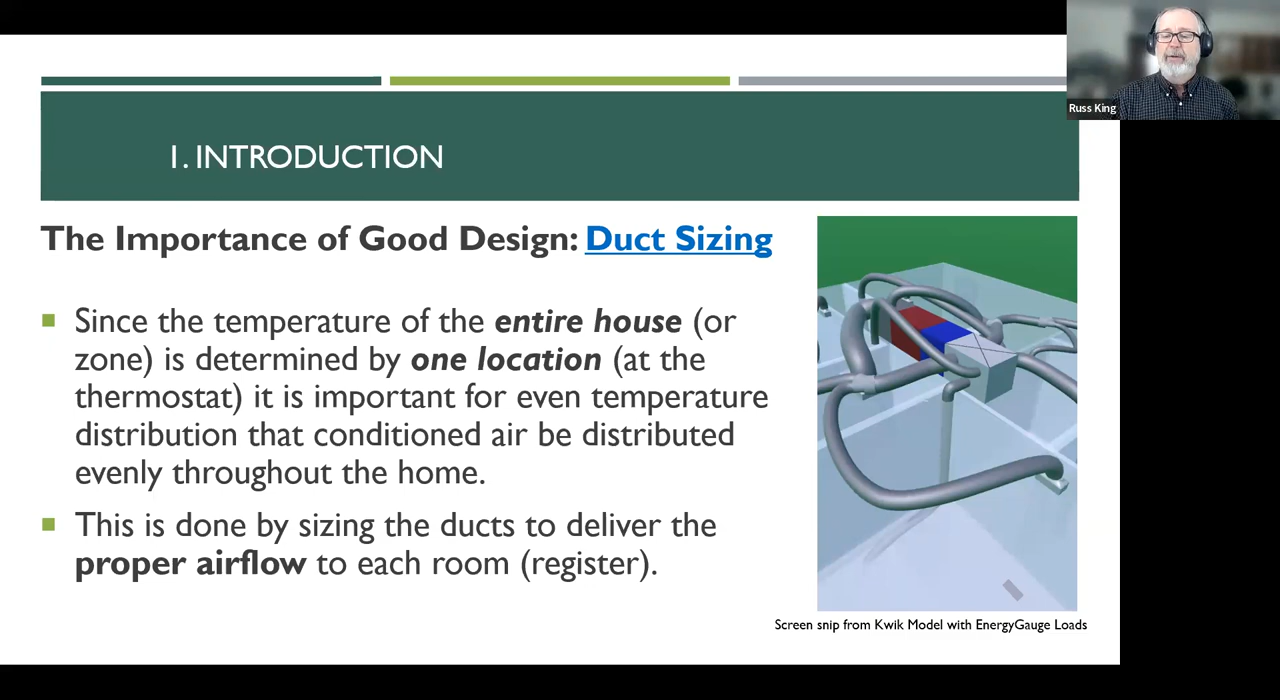 Russ King
1. INTRODUCTION
The Importance of Good Design: Duct Sizing
Since the temperature of the entire house (or
zone) is determined by one location (at the
thermostat) it is important for even temperature
distribution that conditioned air be distributed
evenly throughout the home.
This is done by sizing the ducts to deliver the
proper airflow to each room (register).
Screen snip from Kwik Model with EnergyGauge Loads